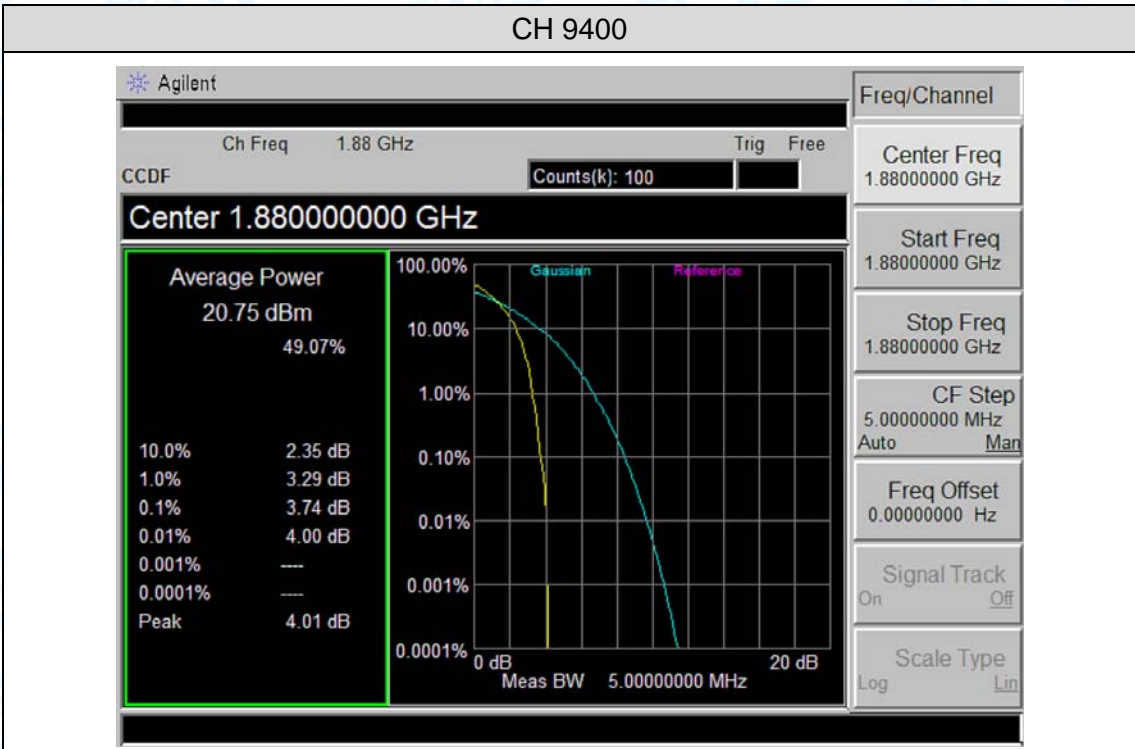 CH 9400
Agilent
Freq/Channel
Ch Freq 1.88 GHz Trig Free
CCDF Counts(k): 100
Center 1.880000000 GHz
Average Power
20.75 dBm
49.07%
10.0% 2.35 dB
1.0% 3.29 dB
0.1% 3.74 dB
0.01% 4.00 dB
0.001% ----
0.0001% ----
Peak 4.01 dB
Gaussian Reference
100.00%
10.00%
1.00%
0.10%
0.01%
0.001%
0.0001%
0 dB 20 dB
Meas BW 5.00000000 MHz
Center Freq
1.88000000 GHz
Start Freq
1.88000000 GHz
Stop Freq
1.88000000 GHz
CF Step
5.00000000 MHz
Auto Man
Freq Offset
0.00000000 Hz
Signal Track
On Off
Scale Type
Log Lin